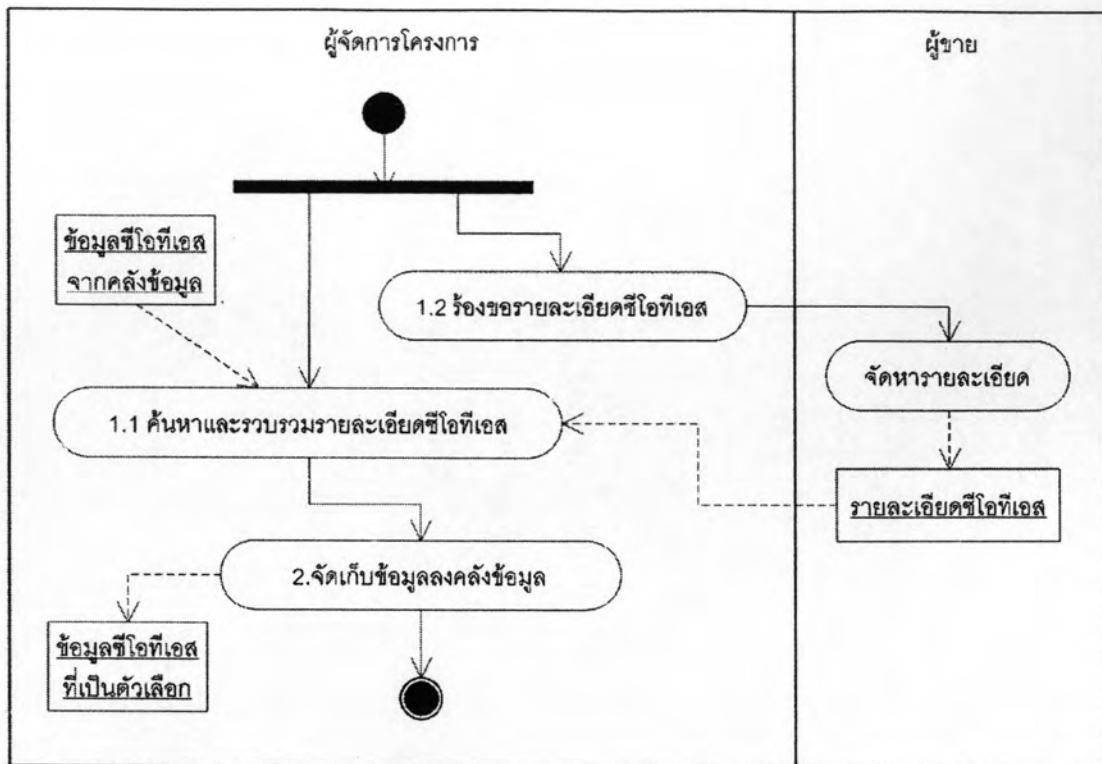 ผู้จัดการโครงการ
ผู้ขาย
ข้อมูลซีโอทีเอส
จากคลังข้อมูล
1.2 ร้องขอรายละเอียดซีโอทีเอส
จัดหารายละเอียด
1.1 ค้นหาและรวบรวมรายละเอียดซีโอทีเอส
รายละเอียดซีโอทีเอส
2.จัดเก็บข้อมูลลงคลังข้อมูล
ข้อมูลซีโอทีเอส
ที่เป็นตัวเลือก